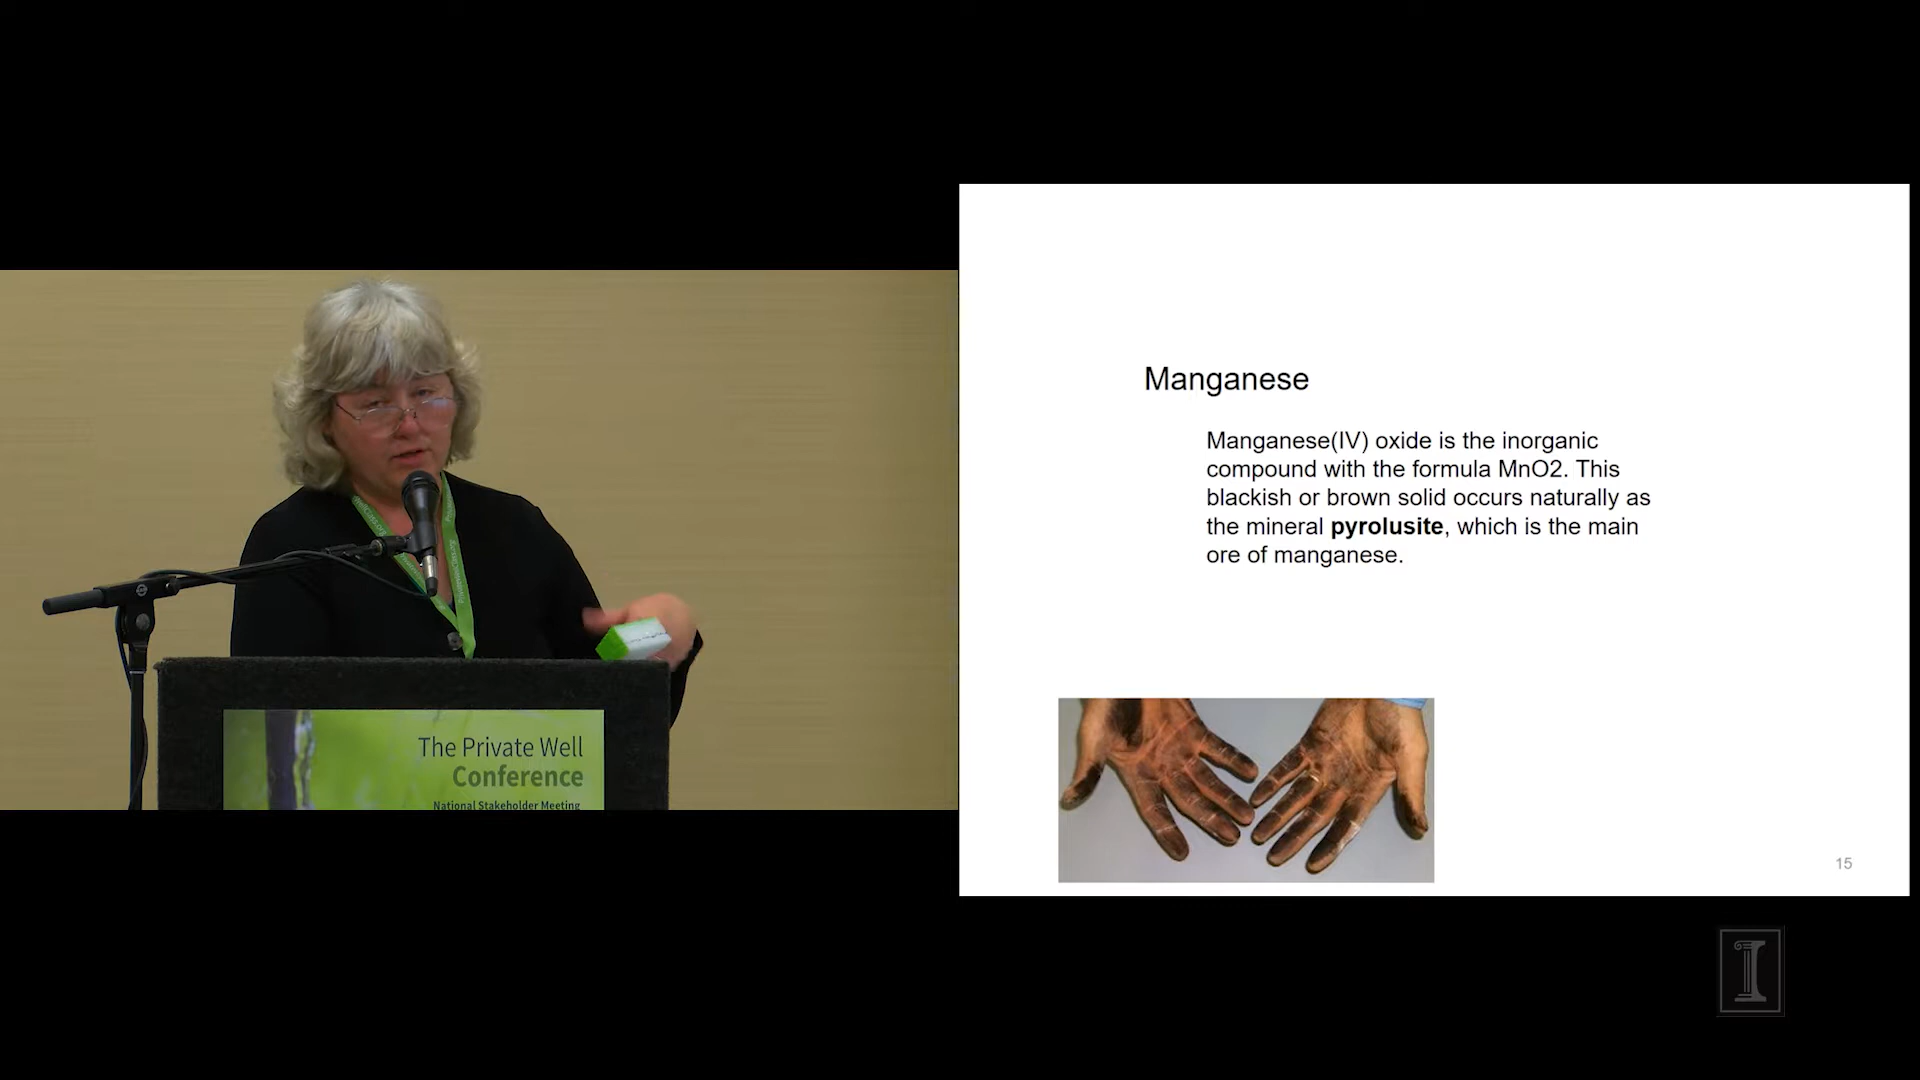 The Private Well
Conference
National Stakeholder Meeting
Manganese
Manganese(IV) oxide is the inorganic
compound with the formula MnO2. This
blackish or brown solid occurs naturally as
the mineral pyrolusite, which is the main
ore of manganese.
15